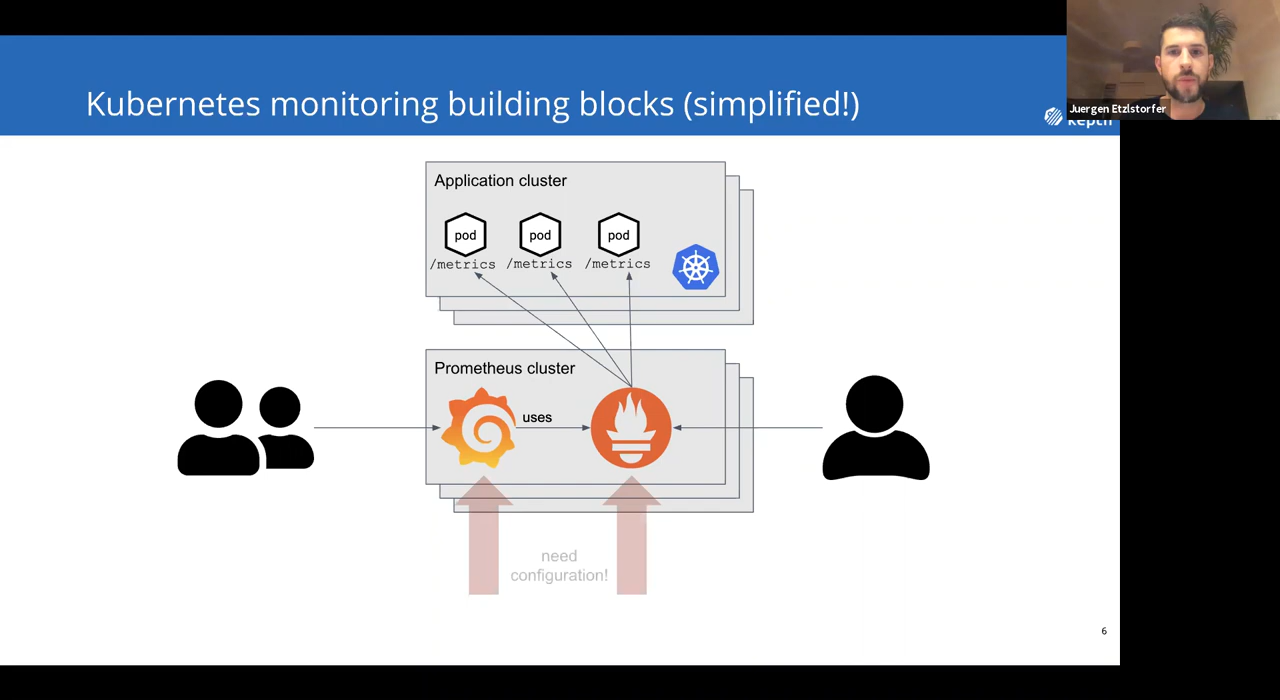 Kubernetes monitoring building blocks (simplified!)
Juergen Etzlstorfer
keptn
Application cluster
pod pod pod
/metrics /metrics /metrics
Prometheus cluster
uses
need
configuration!
6